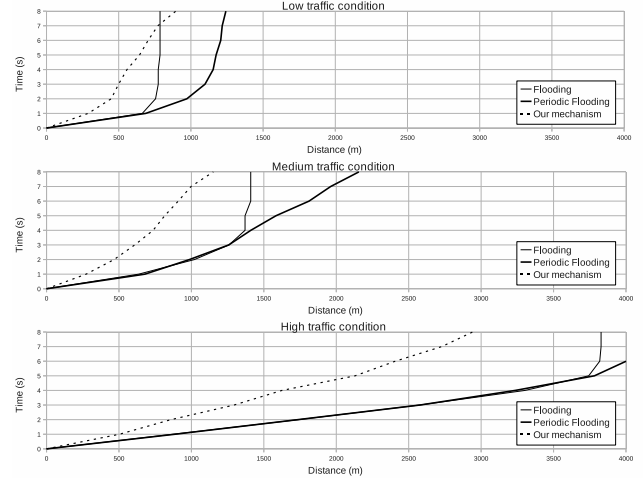 Low traffic condition
8
7
6
5
4
3
2
1
0
Time (s)
0 500 1000 1500 2000 2500 3000 3500 4000
Distance (m)
Flooding
Periodic Flooding
Our mechanism
Medium traffic condition
8
7
6
5
4
3
2
1
0
Time (s)
0 500 1000 1500 2000 2500 3000 3500 4000
Distance (m)
Flooding
Periodic Flooding
Our mechanism
High traffic condition
8
7
6
5
4
3
2
1
0
Time (s)
0 500 1000 1500 2000 2500 3000 3500 4000
Distance (m)
Flooding
Periodic Flooding
Our mechanism